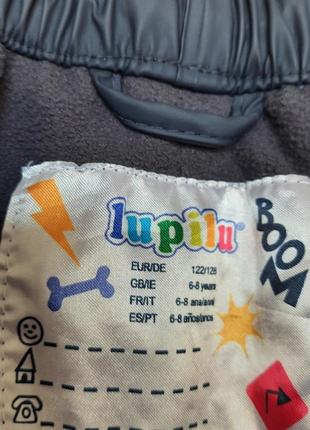 lupilu
BOOM
EUR/DE 122/128
GB/IE 6-8 years
FR/IT 6-8 ans/anni
ES/PT 6-8 años/anos